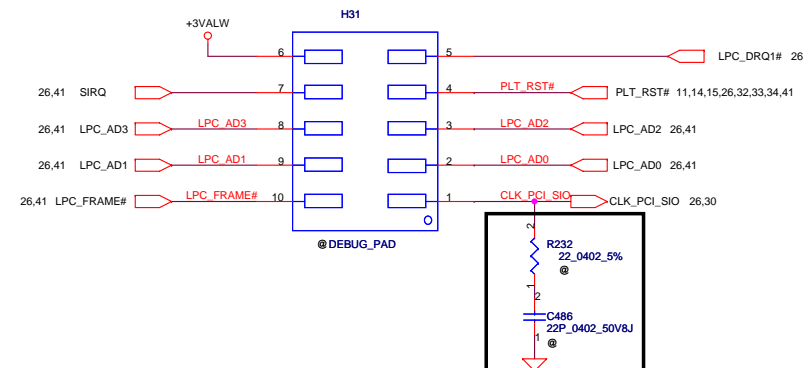 H31
+3VALW
6 5 LPC_DRQ1# 26
26,41 SIRQ 7 4 PLT_RST# PLT_RST# 11,14,15,26,32,33,34,41
26,41 LPC_AD3 LPC_AD3 8 3 LPC_AD2 LPC_AD2 26,41
26,41 LPC_AD1 LPC_AD1 9 2 LPC_AD0 LPC_AD0 26,41
26,41 LPC_FRAME# LPC_FRAME# 10 1 CLK_PCI_SIO CLK_PCI_SIO 26,30
@ DEBUG_PAD
2
R232
22_0402_5%
@
1
2
C486
22P_0402_50V8J
1
@